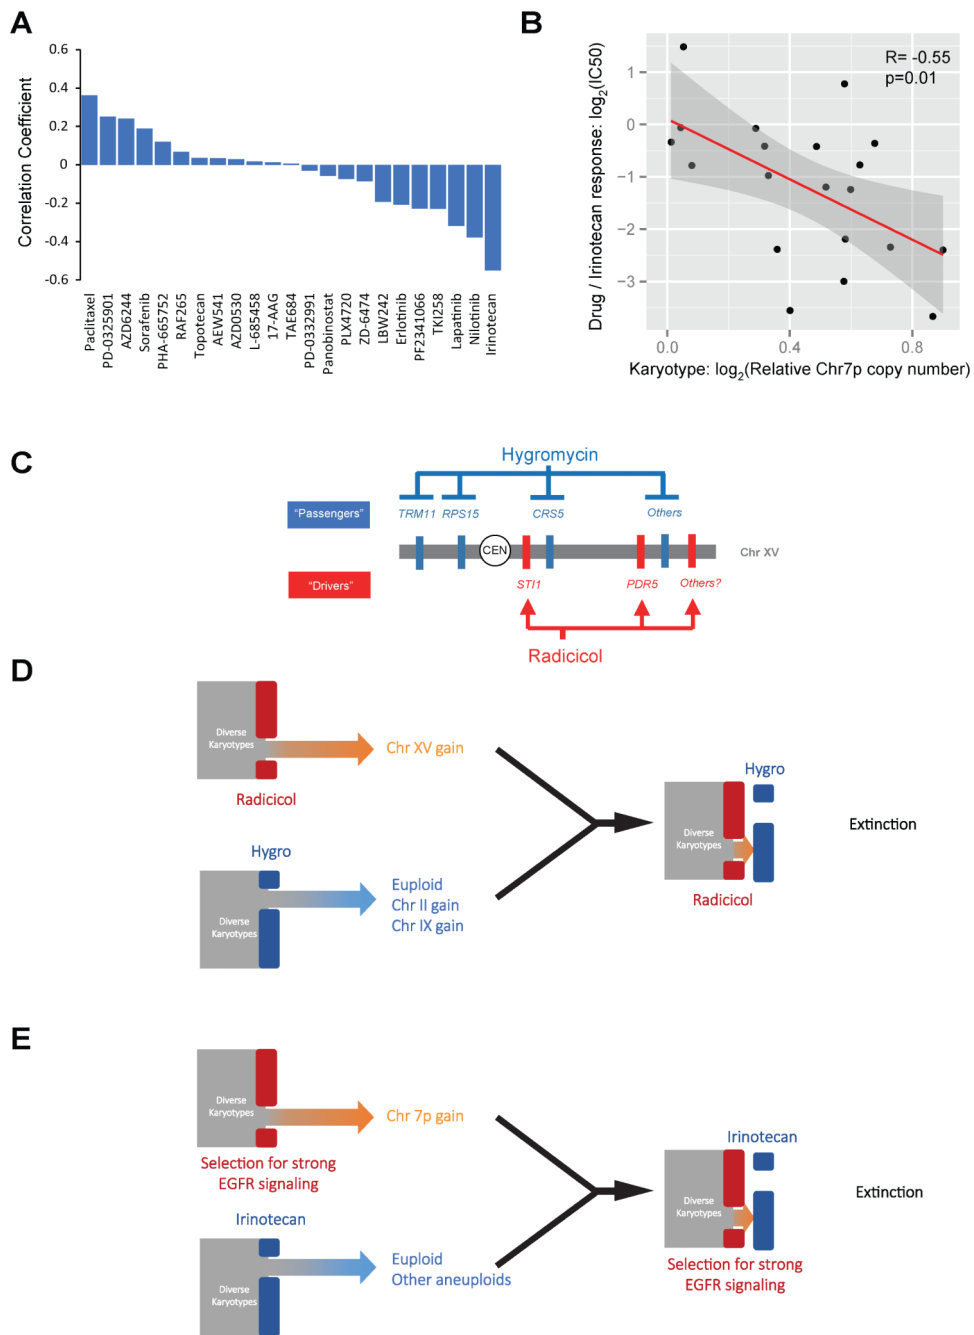 A
0.6
0.4
0.2
0
-0.2
-0.4
-0.6
Correlation Coefficient
Paclitaxel
PD-0325901
AZD6244
Sorafenib
PHA-665752
RAF265
Topotecan
AEW541
AZD0530
L-685458
17-AAG
TAE684
PD-0332991
Panobinostat
PLX4720
ZD-6474
LBW242
Erlotinib
PF2341066
TKI258
Lapatinib
Nilotinib
Irinotecan
B
R= -0.55
p=0.01
1
0
−1
−2
−3
Drug / Irinotecan response: log2(IC50)
0.0 0.4 0.8
Karyotype: log2(Relative Chr7p copy number)
C
Hygromycin
"Passengers"
TRM11 RPS15 CRS5 Others
CEN
Chr XV
"Drivers"
STI1 PDR5 Others?
Radicicol
D
Diverse
Karyotypes
Chr XV gain
Radicicol
Hygro
Diverse
Karyotypes
Euploid
Chr II gain
Chr IX gain
Hygro
Diverse
Karyotypes
Radicicol
Extinction
E
Diverse
Karyotypes
Chr 7p gain
Selection for strong
EGFR signaling
Irinotecan
Diverse
Karyotypes
Euploid
Other aneuploids
Irinotecan
Diverse
Karyotypes
Selection for strong
EGFR signaling
Extinction